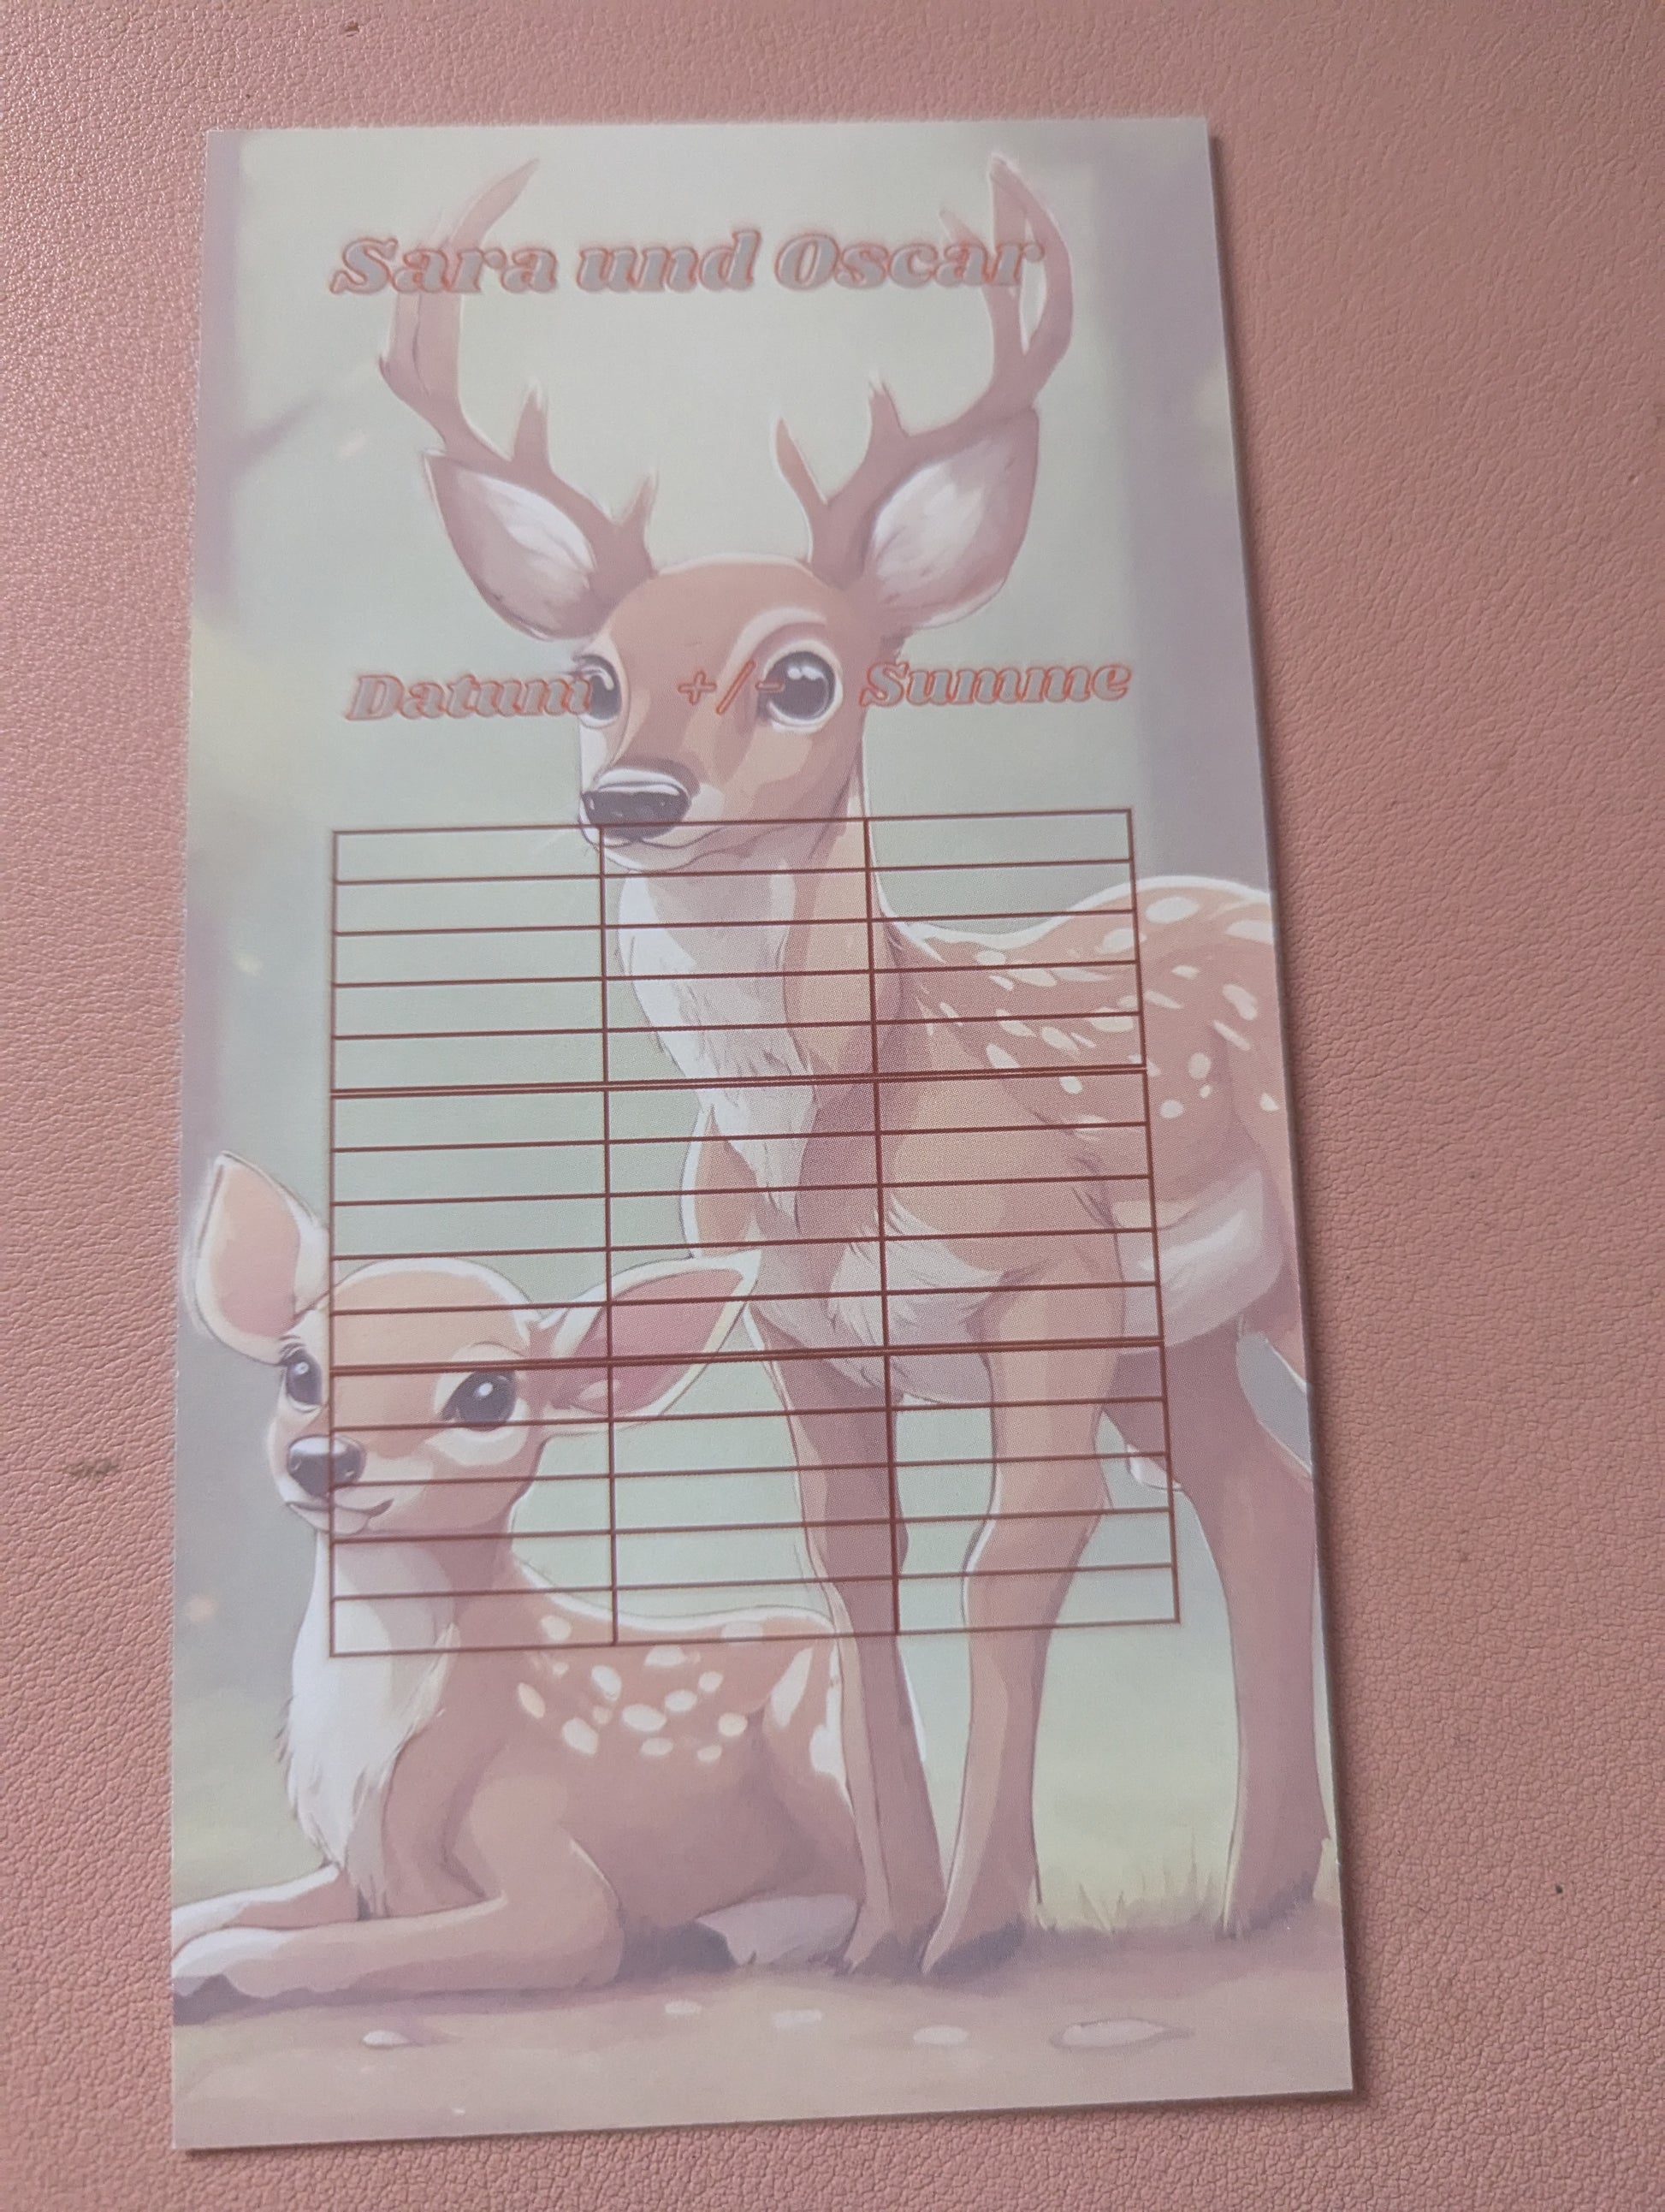 Sara und Oscar
Datum +/- Summe